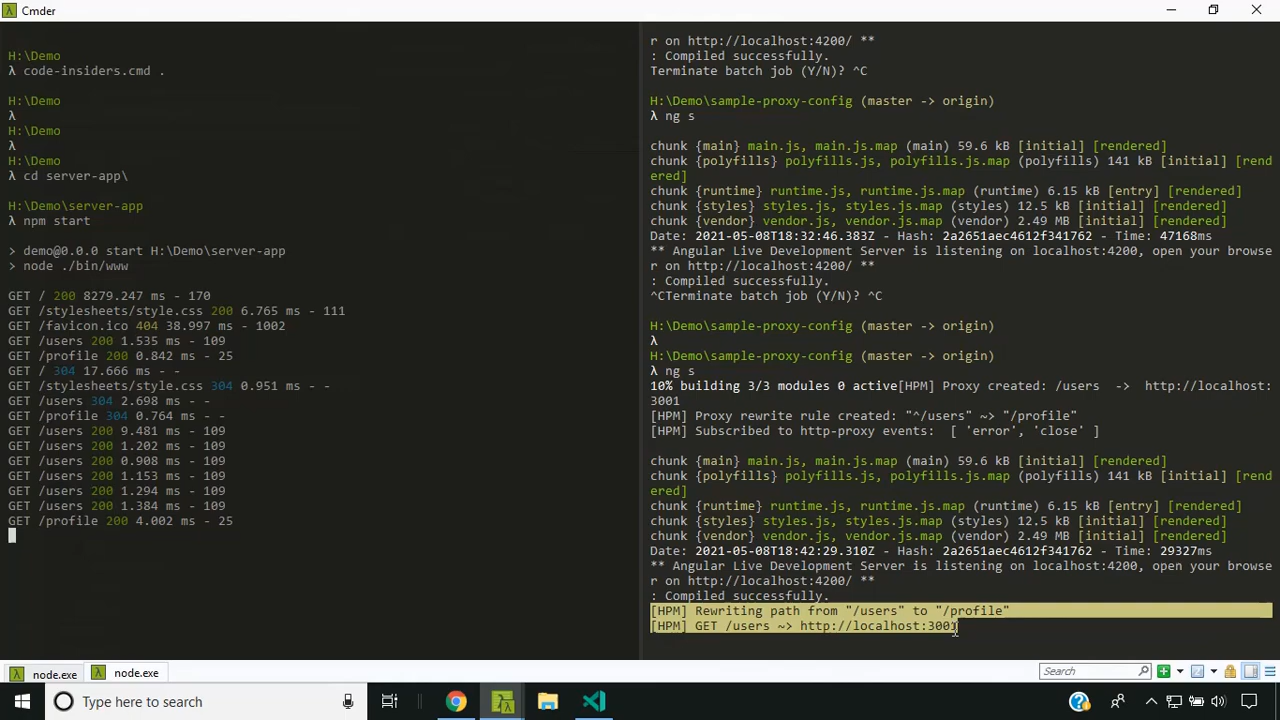 Cmder
H:\Demo
λ code-insiders.cmd .
H:\Demo
λ
H:\Demo
λ
H:\Demo
λ cd server-app\
H:\Demo\server-app
λ npm start
> demo@0.0.0 start H:\Demo\server-app
> node ./bin/www
GET / 200 8279.247 ms - 170
GET /stylesheets/style.css 200 6.765 ms - 111
GET /favicon.ico 404 38.997 ms - 1002
GET /users 200 1.535 ms - 109
GET /profile 200 0.842 ms - 25
GET / 304 17.666 ms - -
GET /stylesheets/style.css 304 0.951 ms - -
GET /users 304 2.698 ms - -
GET /profile 304 0.764 ms - -
GET /users 200 9.481 ms - 109
GET /users 200 1.202 ms - 109
GET /users 200 0.908 ms - 109
GET /users 200 1.153 ms - 109
GET /users 200 1.294 ms - 109
GET /users 200 1.384 ms - 109
GET /profile 200 4.002 ms - 25
r on http://localhost:4200/ **
: Compiled successfully.
Terminate batch job (Y/N)? ^C
H:\Demo\sample-proxy-config (master -> origin)
λ ng s
chunk {main} main.js, main.js.map (main) 59.6 kB [initial] [rendered]
chunk {polyfills} polyfills.js, polyfills.js.map (polyfills) 141 kB [initial] [rend
ered]
chunk {runtime} runtime.js, runtime.js.map (runtime) 6.15 kB [entry] [rendered]
chunk {styles} styles.js, styles.js.map (styles) 12.5 kB [initial] [rendered]
chunk {vendor} vendor.js, vendor.js.map (vendor) 2.49 MB [initial] [rendered]
Date: 2021-05-08T18:32:46.383Z - Hash: 2a2651aec4612f341762 - Time: 47168ms
** Angular Live Development Server is listening on localhost:4200, open your browse
r on http://localhost:4200/ **
: Compiled successfully.
^CTerminate batch job (Y/N)? ^C
H:\Demo\sample-proxy-config (master -> origin)
λ
H:\Demo\sample-proxy-config (master -> origin)
λ ng s
10% building 3/3 modules 0 active[HPM] Proxy created: /users  ->  http://localhost:
3001
[HPM] Proxy rewrite rule created: "^/users" ~> "/profile"
[HPM] Subscribed to http-proxy events:  [ 'error', 'close' ]
chunk {main} main.js, main.js.map (main) 59.6 kB [initial] [rendered]
chunk {polyfills} polyfills.js, polyfills.js.map (polyfills) 141 kB [initial] [rend
ered]
chunk {runtime} runtime.js, runtime.js.map (runtime) 6.15 kB [entry] [rendered]
chunk {styles} styles.js, styles.js.map (styles) 12.5 kB [initial] [rendered]
chunk {vendor} vendor.js, vendor.js.map (vendor) 2.49 MB [initial] [rendered]
Date: 2021-05-08T18:42:29.310Z - Hash: 2a2651aec4612f341762 - Time: 29327ms
** Angular Live Development Server is listening on localhost:4200, open your browse
r on http://localhost:4200/ **
: Compiled successfully.
[HPM] Rewriting path from "/users" to "/profile"
[HPM] GET /users ~> http://localhost:3001
node.exe
node.exe
Search
Type here to search